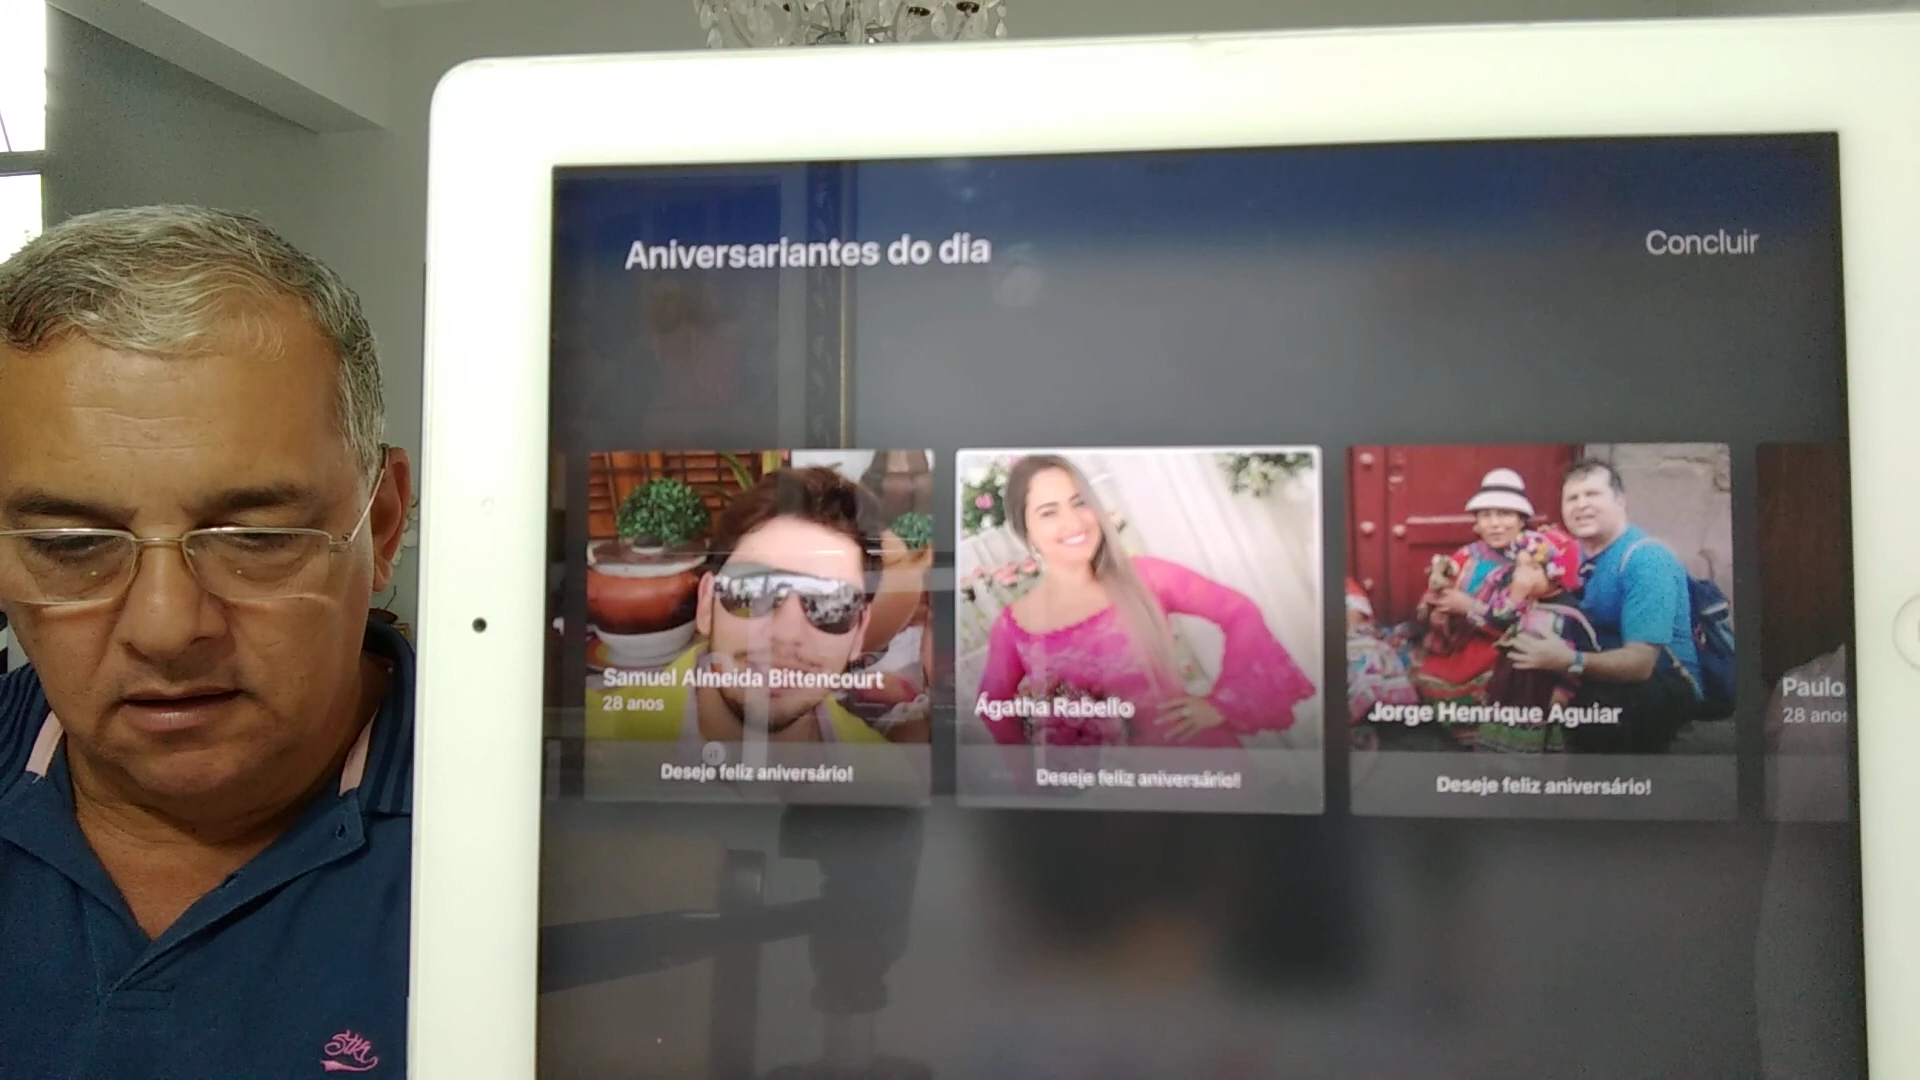 Aniversariantes do dia
Concluir
Samuel Almeida Bittencourt
28 anos
Deseje feliz aniversário!
Ágatha Rabello
Deseje feliz aniversário!
Jorge Henrique Aguiar
Deseje feliz aniversário!
Paulo
28 anos